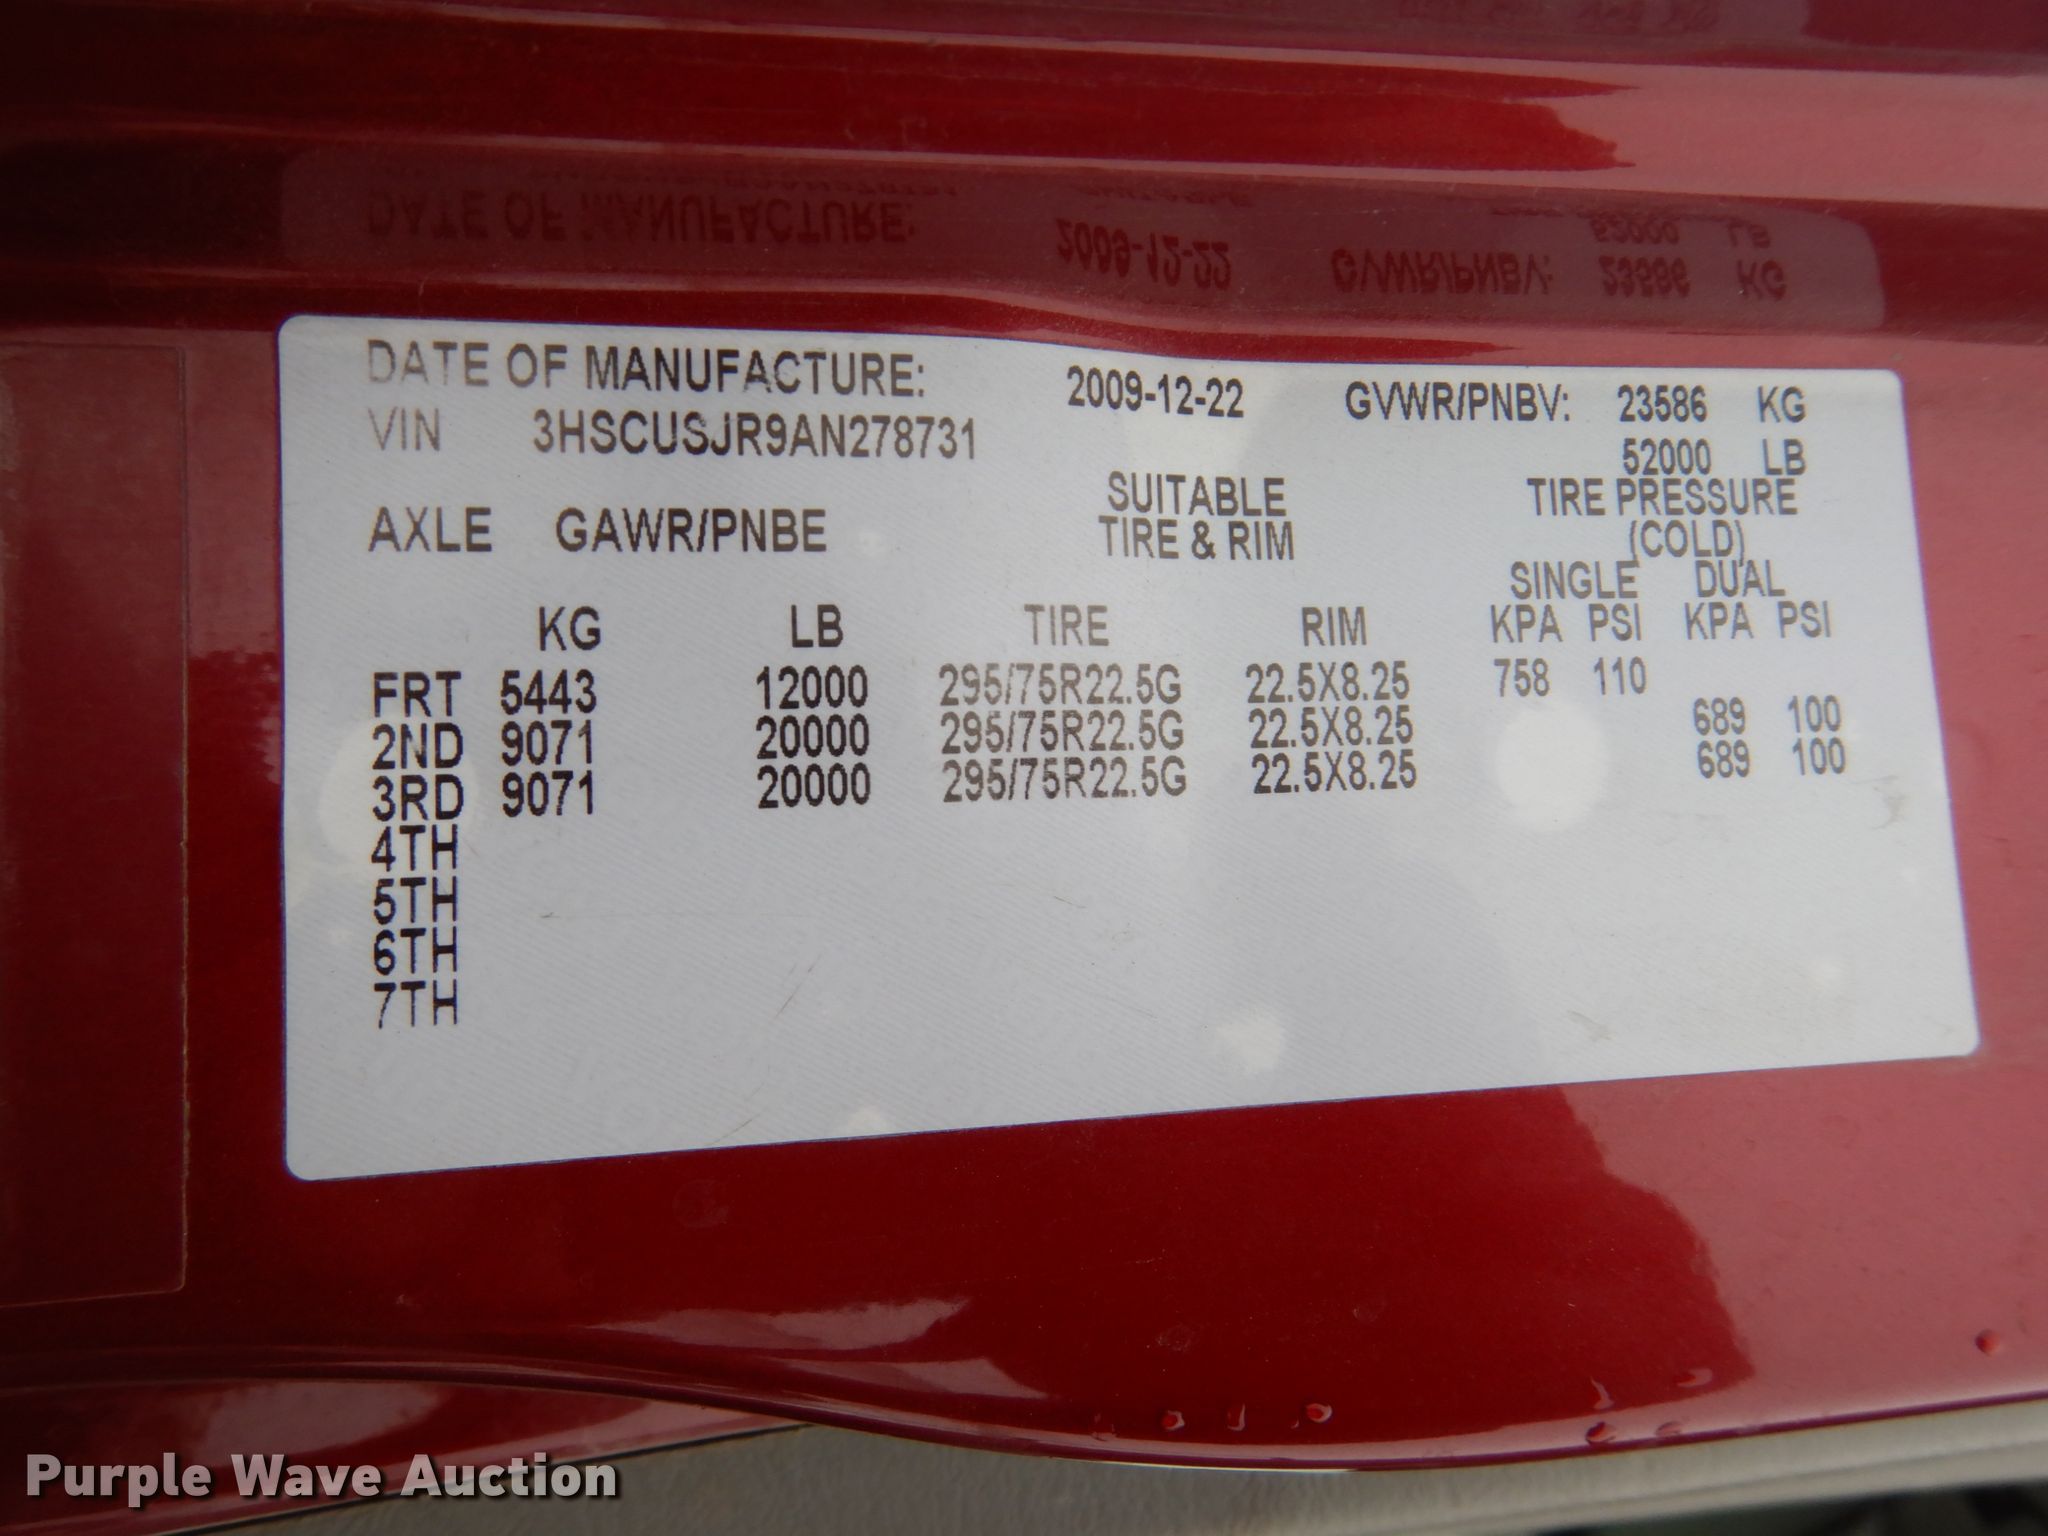 DATE OF MANUFACTURE: 2009-12-22 GVWR/PNBV: 23586 KG
VIN 3HSCUSJR9AN278731 52000 LB
AXLE GAWR/PNBE SUITABLE TIRE & RIM TIRE PRESSURE (COLD)
SINGLE DUAL
KG LB TIRE RIM KPA PSI KPA PSI
FRT 5443 12000 295/75R22.5G 22.5X8.25 758 110
2ND 9071 20000 295/75R22.5G 22.5X8.25 689 100
3RD 9071 20000 295/75R22.5G 22.5X8.25 689 100
4TH
5TH
6TH
7TH
Purple Wave Auction